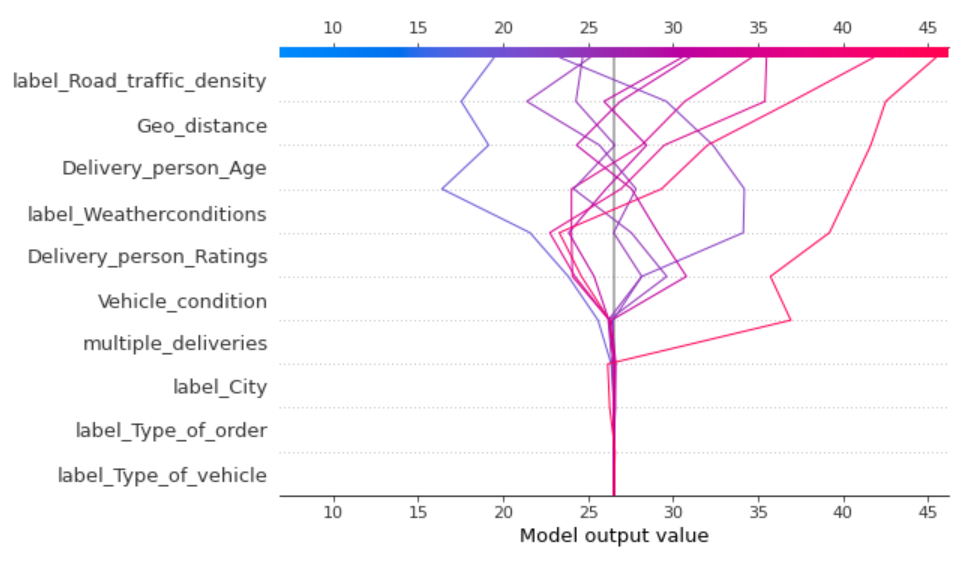 10 15 20 25 30 35 40 45
label_Road_traffic_density
Geo_distance
Delivery_person_Age
label_Weatherconditions
Delivery_person_Ratings
Vehicle_condition
multiple_deliveries
label_City
label_Type_of_order
label_Type_of_vehicle
10 15 20 25 30 35 40 45
Model output value